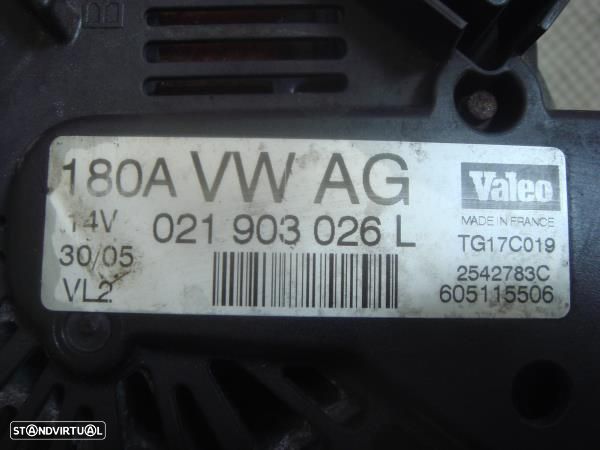 B
180A VW AG
14V
021 903 026 L
30/05
VL2
Valeo
MADE IN FRANCE
TG17C019
2542783C
605115506
STANDVIRTUAL